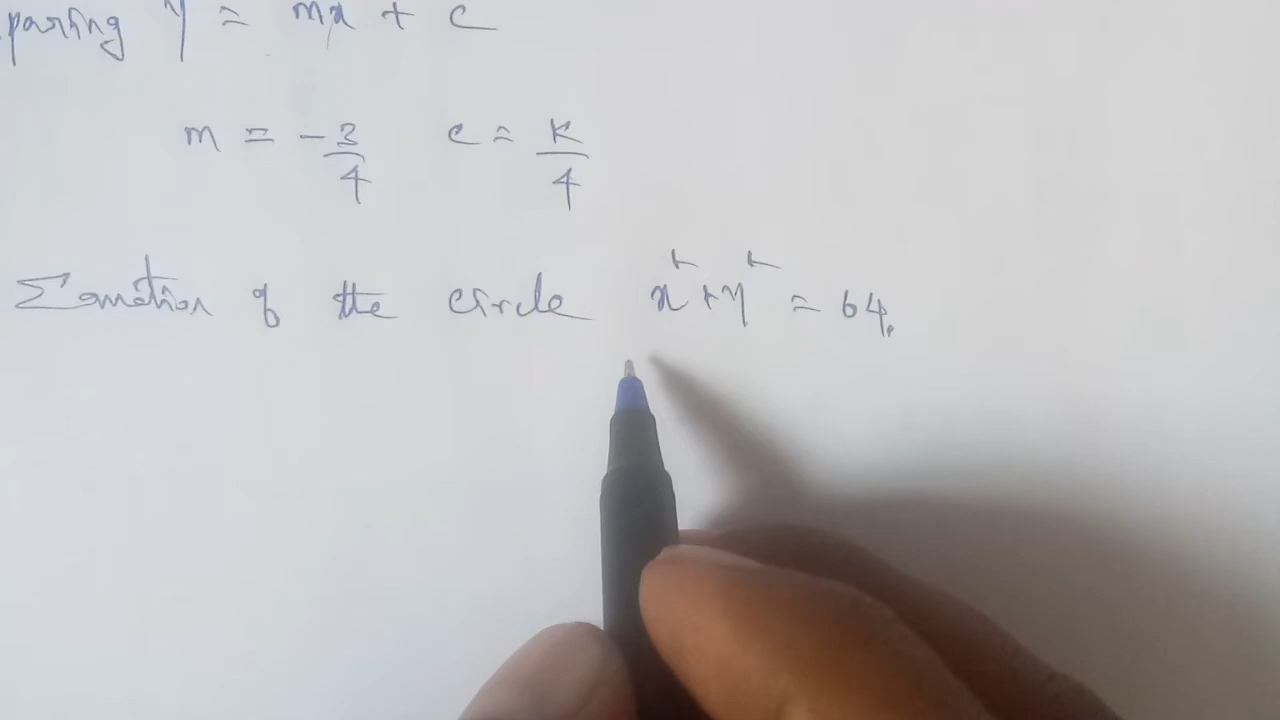 paring y = mx + c
m = -3/4 c = k/4
Equation of the circle x² + y² = 64.